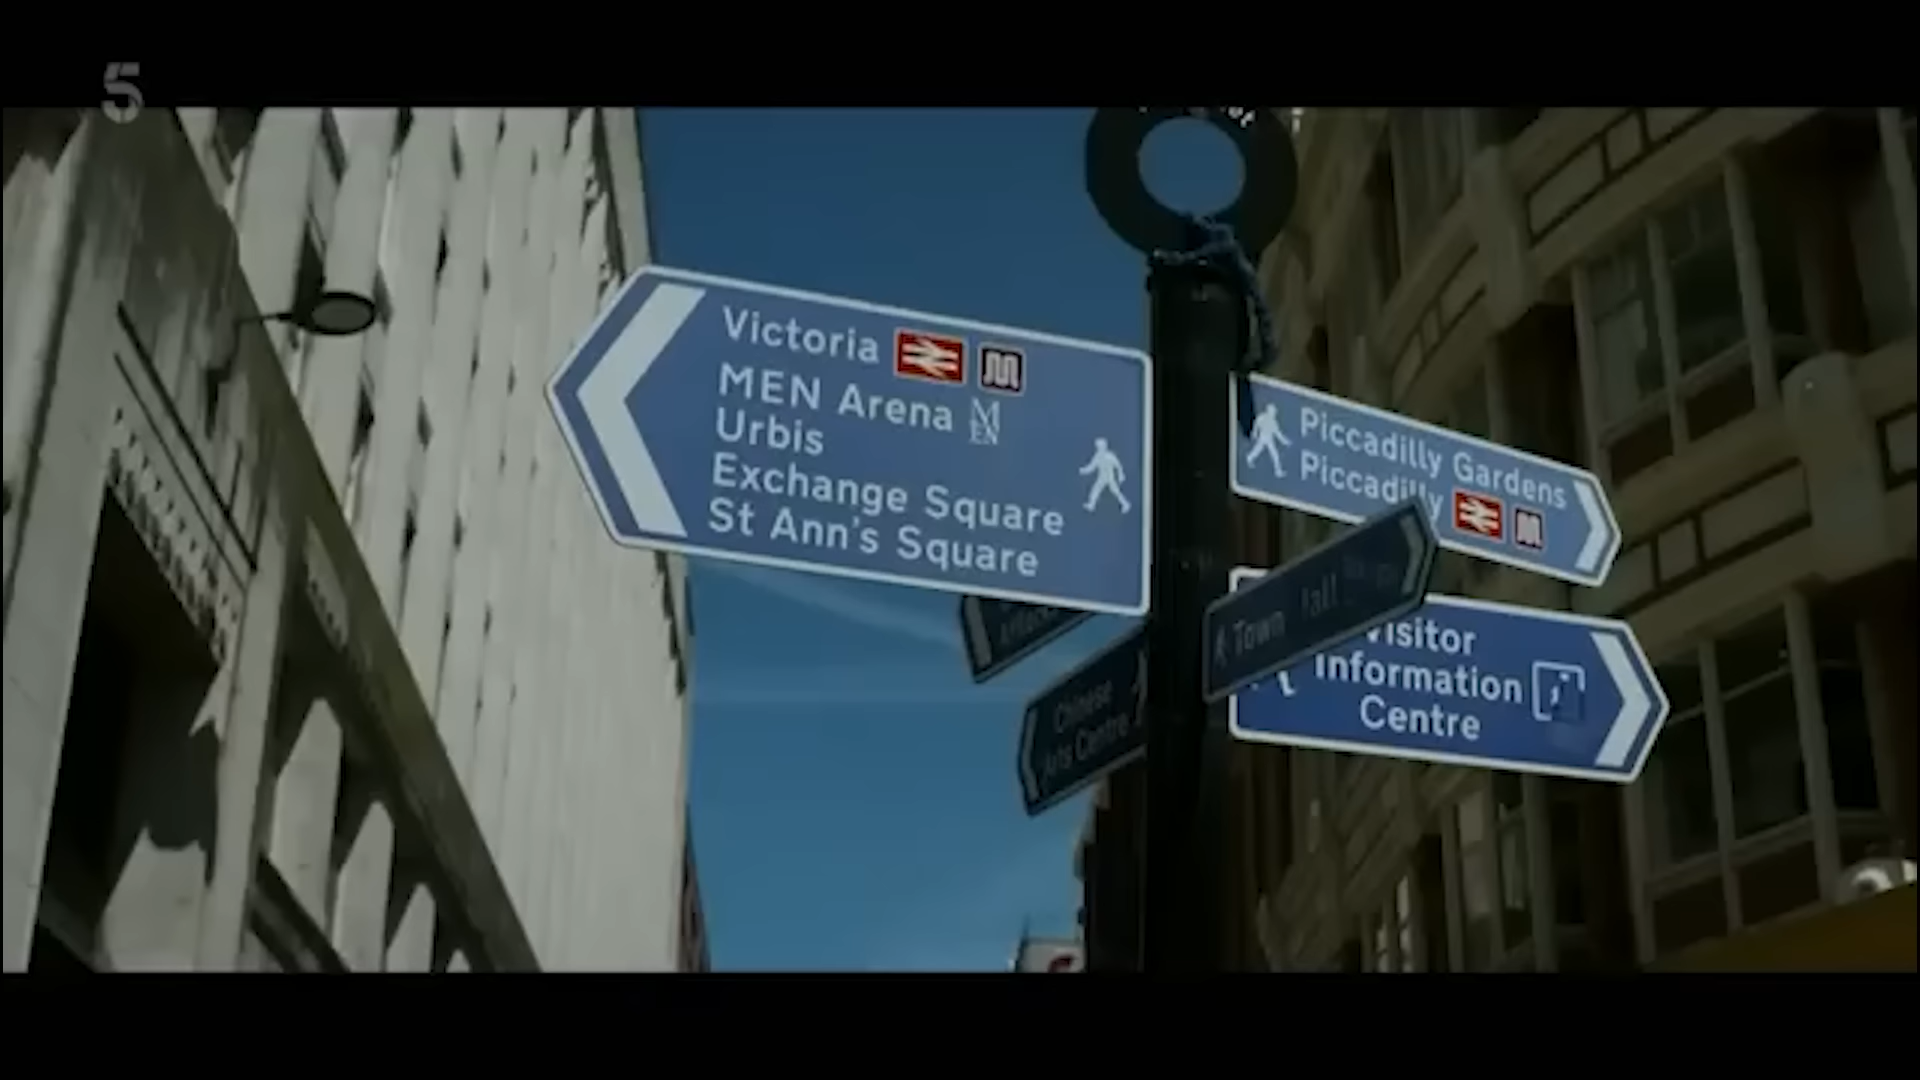 5
Victoria
MEN Arena M
EN
Urbis
Exchange Square
St Ann's Square
Piccadilly Gardens
Piccadilly
Town Hall
Visitor
Information
Centre
Chinese
Arts Centre